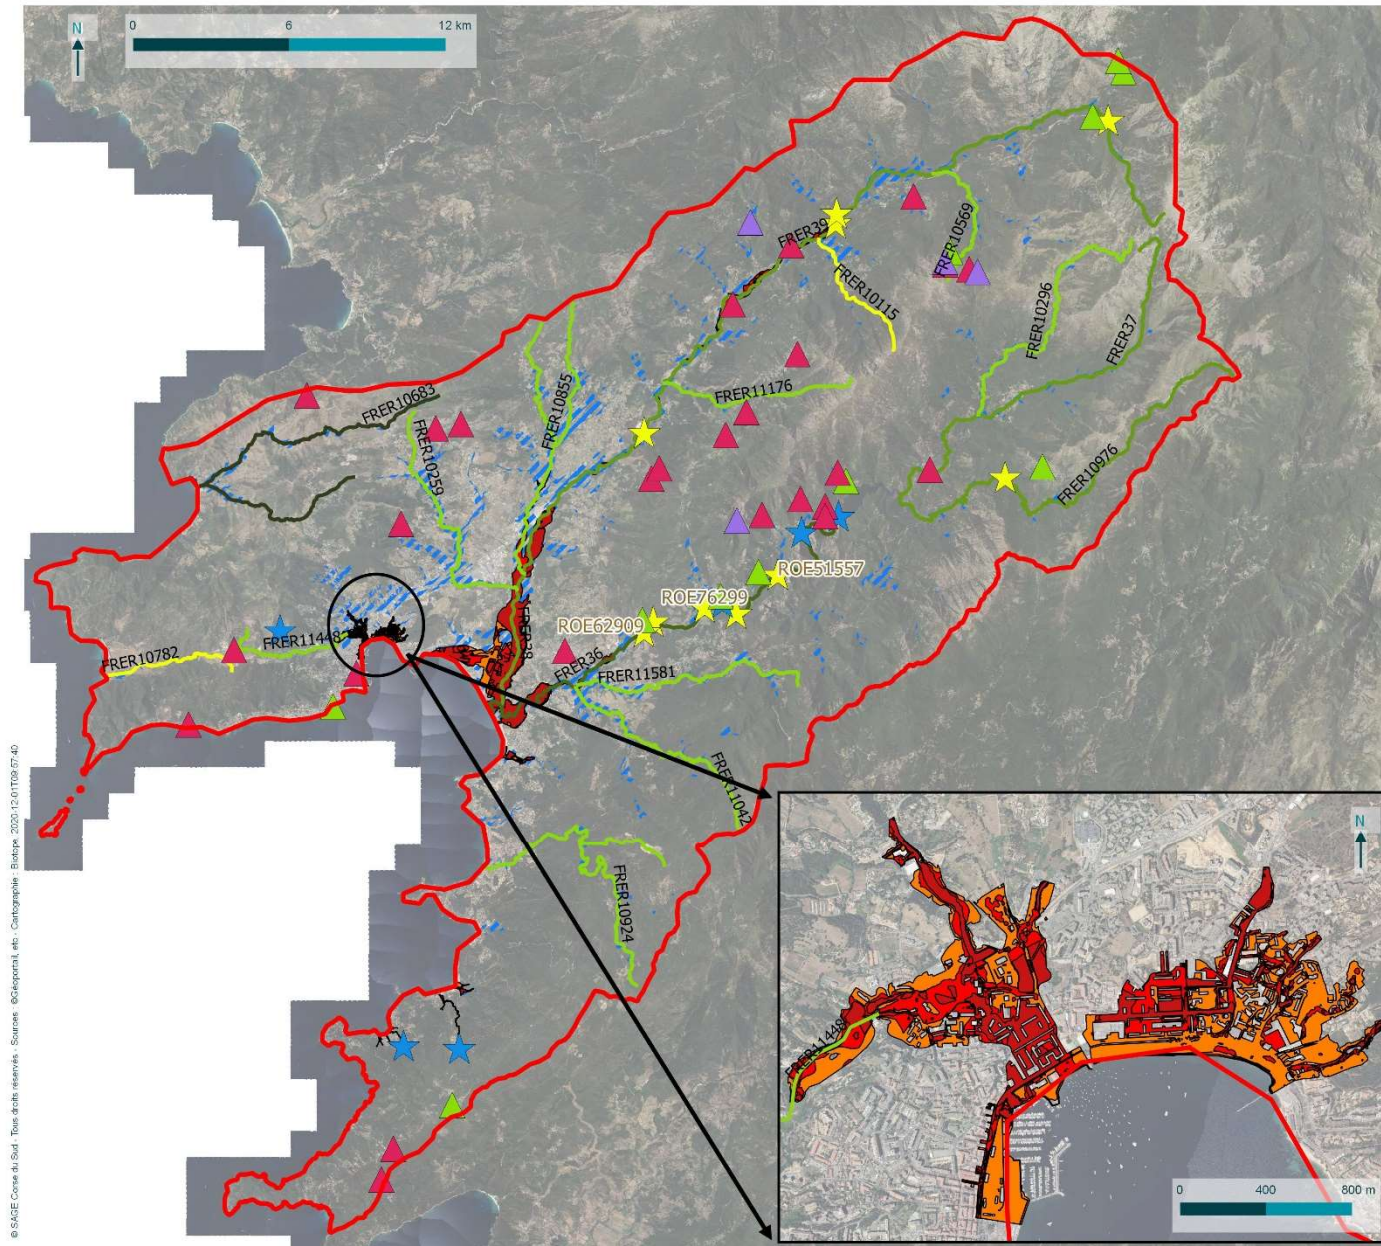 N
0 6 12 km
FRER39
FRER10569
FRER10115
FRER10296
FRER37
FRER10855
FRER11176
FRER10683
FRER10259
FRER10976
ROE51557
ROE76299
ROE62909
FRER38
FRER11448
FRER10782
FRER36
FRER11581
FRER11042
FRER10924
N
FRER11448
0 400 800 m
© SAGE Corse du Sud - Tous droits réservés - Sources : ©Géoportail, etc - Cartographie : Biotope, 2020-12-01T09:57:40